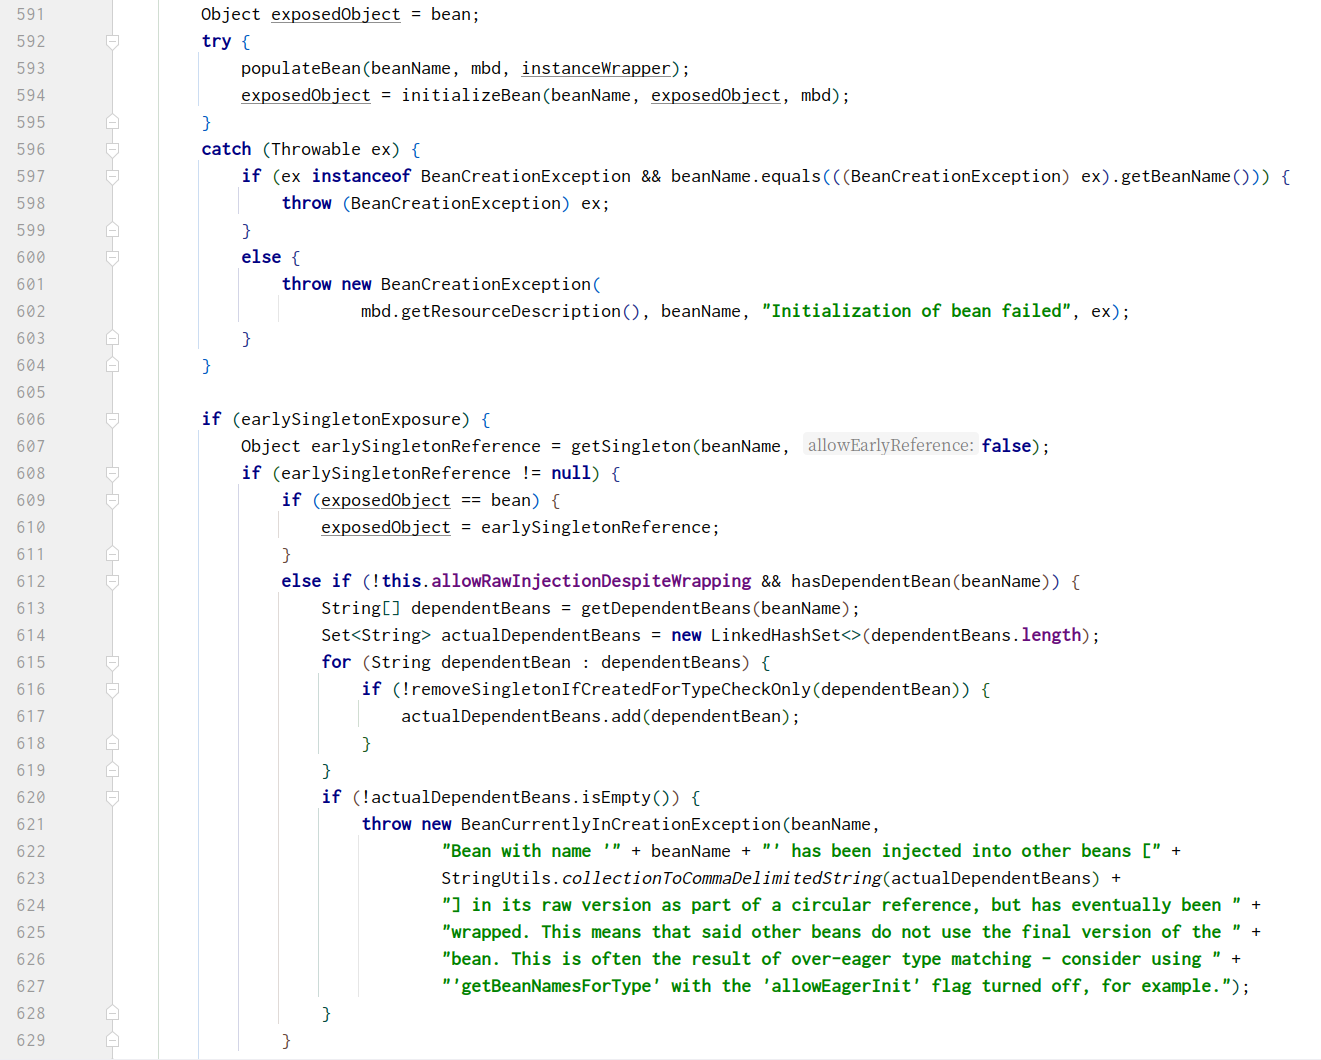 591 Object exposedObject = bean;
592 try {
593 populateBean(beanName, mbd, instanceWrapper);
594 exposedObject = initializeBean(beanName, exposedObject, mbd);
595 }
596 catch (Throwable ex) {
597 if (ex instanceof BeanCreationException && beanName.equals(((BeanCreationException) ex).getBeanName())) {
598 throw (BeanCreationException) ex;
599 }
600 else {
601 throw new BeanCreationException(
602 mbd.getResourceDescription(), beanName, "Initialization of bean failed", ex);
603 }
604 }
605
606 if (earlySingletonExposure) {
607 Object earlySingletonReference = getSingleton(beanName, allowEarlyReference: false);
608 if (earlySingletonReference != null) {
609 if (exposedObject == bean) {
610 exposedObject = earlySingletonReference;
611 }
612 else if (!this.allowRawInjectionDespiteWrapping && hasDependentBean(beanName)) {
613 String[] dependentBeans = getDependentBeans(beanName);
614 Set<String> actualDependentBeans = new LinkedHashSet<>(dependentBeans.length);
615 for (String dependentBean : dependentBeans) {
616 if (!removeSingletonIfCreatedForTypeCheckOnly(dependentBean)) {
617 actualDependentBeans.add(dependentBean);
618 }
619 }
620 if (!actualDependentBeans.isEmpty()) {
621 throw new BeanCurrentlyInCreationException(beanName,
622 "Bean with name '" + beanName + "' has been injected into other beans [" +
623 StringUtils.collectionToCommaDelimitedString(actualDependentBeans) +
624 "] in its raw version as part of a circular reference, but has eventually been " +
625 "wrapped. This means that said other beans do not use the final version of the " +
626 "bean. This is often the result of over-eager type matching - consider using " +
627 "'getBeanNamesForType' with the 'allowEagerInit' flag turned off, for example.");
628 }
629 }